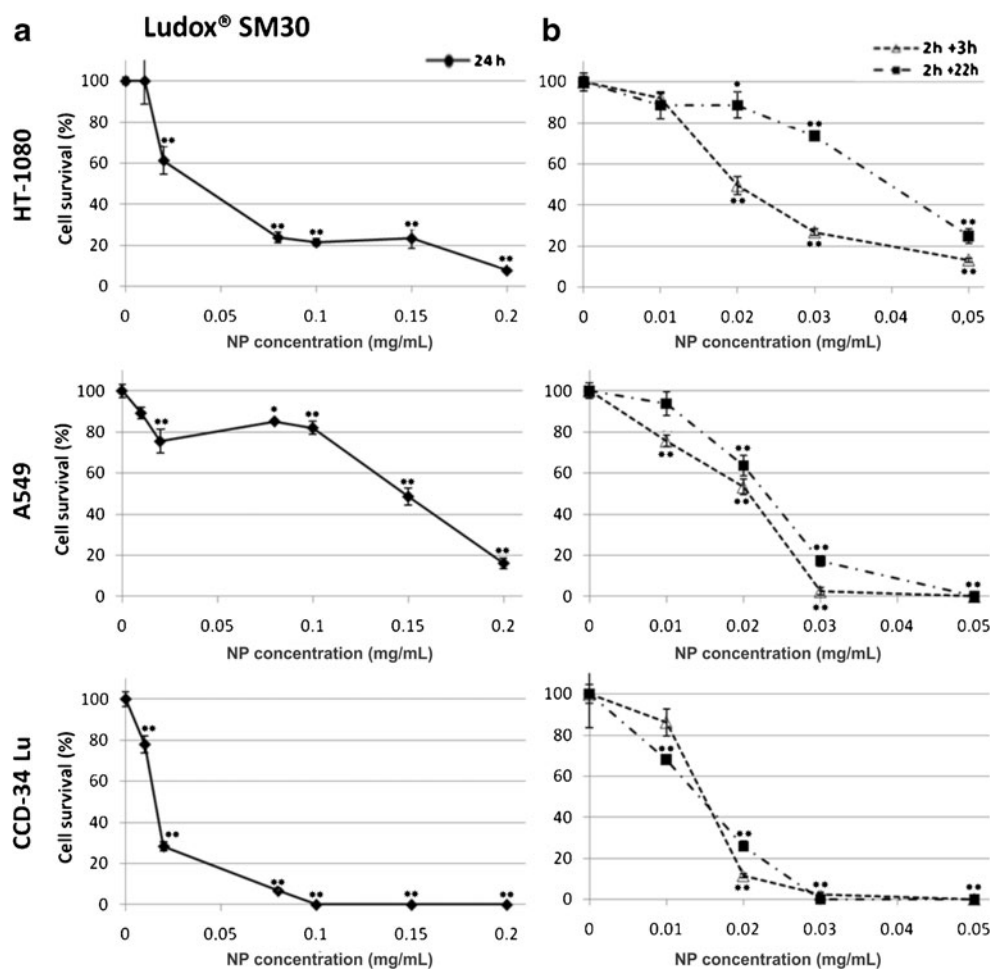 a Ludox® SM30 b
24 h
2h +3h
2h +22h
HT-1080
Cell survival (%)
100
80
60
40
20
0
0 0.05 0.1 0.15 0.2
NP concentration (mg/mL)
100
80
60
40
20
0
0 0.01 0.02 0.03 0.04 0,05
NP concentration (mg/mL)
A549
Cell survival (%)
100
80
60
40
20
0
0 0.05 0.1 0.15 0.2
NP concentration (mg/mL)
100
80
60
40
20
0
0 0.01 0.02 0.03 0.04 0.05
NP concentration (mg/mL)
CCD-34 Lu
Cell survival (%)
100
80
60
40
20
0
0 0.05 0.1 0.15 0.2
NP concentration (mg/mL)
100
80
60
40
20
0
0 0.01 0.02 0.03 0.04 0.05
NP concentration (mg/mL)